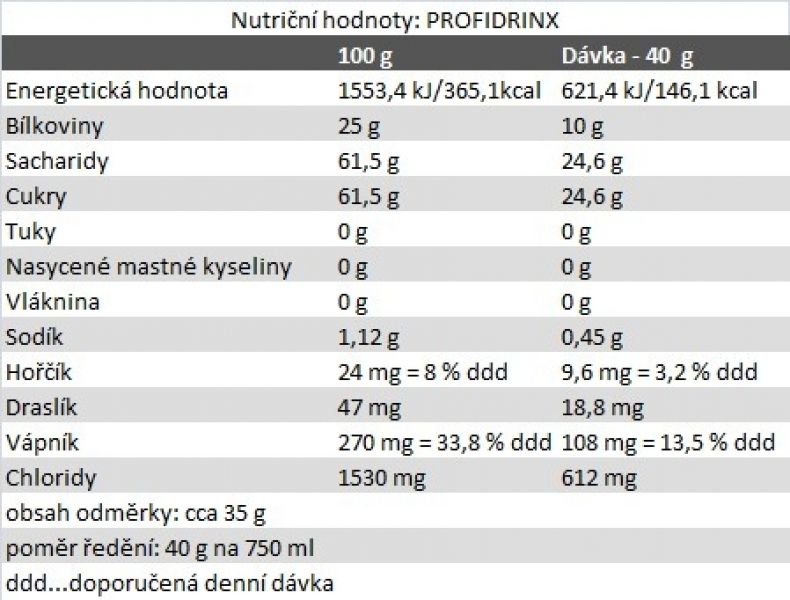 Nutriční hodnoty: PROFIDRINX
100 g Dávka - 40 g
Energetická hodnota 1553,4 kJ/365,1kcal 621,4 kJ/146,1 kcal
Bílkoviny 25 g 10 g
Sacharidy 61,5 g 24,6 g
Cukry 61,5 g 24,6 g
Tuky 0 g 0 g
Nasycené mastné kyseliny 0 g 0 g
Vláknina 0 g 0 g
Sodík 1,12 g 0,45 g
Hořčík 24 mg = 8 % ddd 9,6 mg = 3,2 % ddd
Draslík 47 mg 18,8 mg
Vápník 270 mg = 33,8 % ddd 108 mg = 13,5 % ddd
Chloridy 1530 mg 612 mg
obsah odměrky: cca 35 g
poměr ředění: 40 g na 750 ml
ddd...doporučená denní dávka